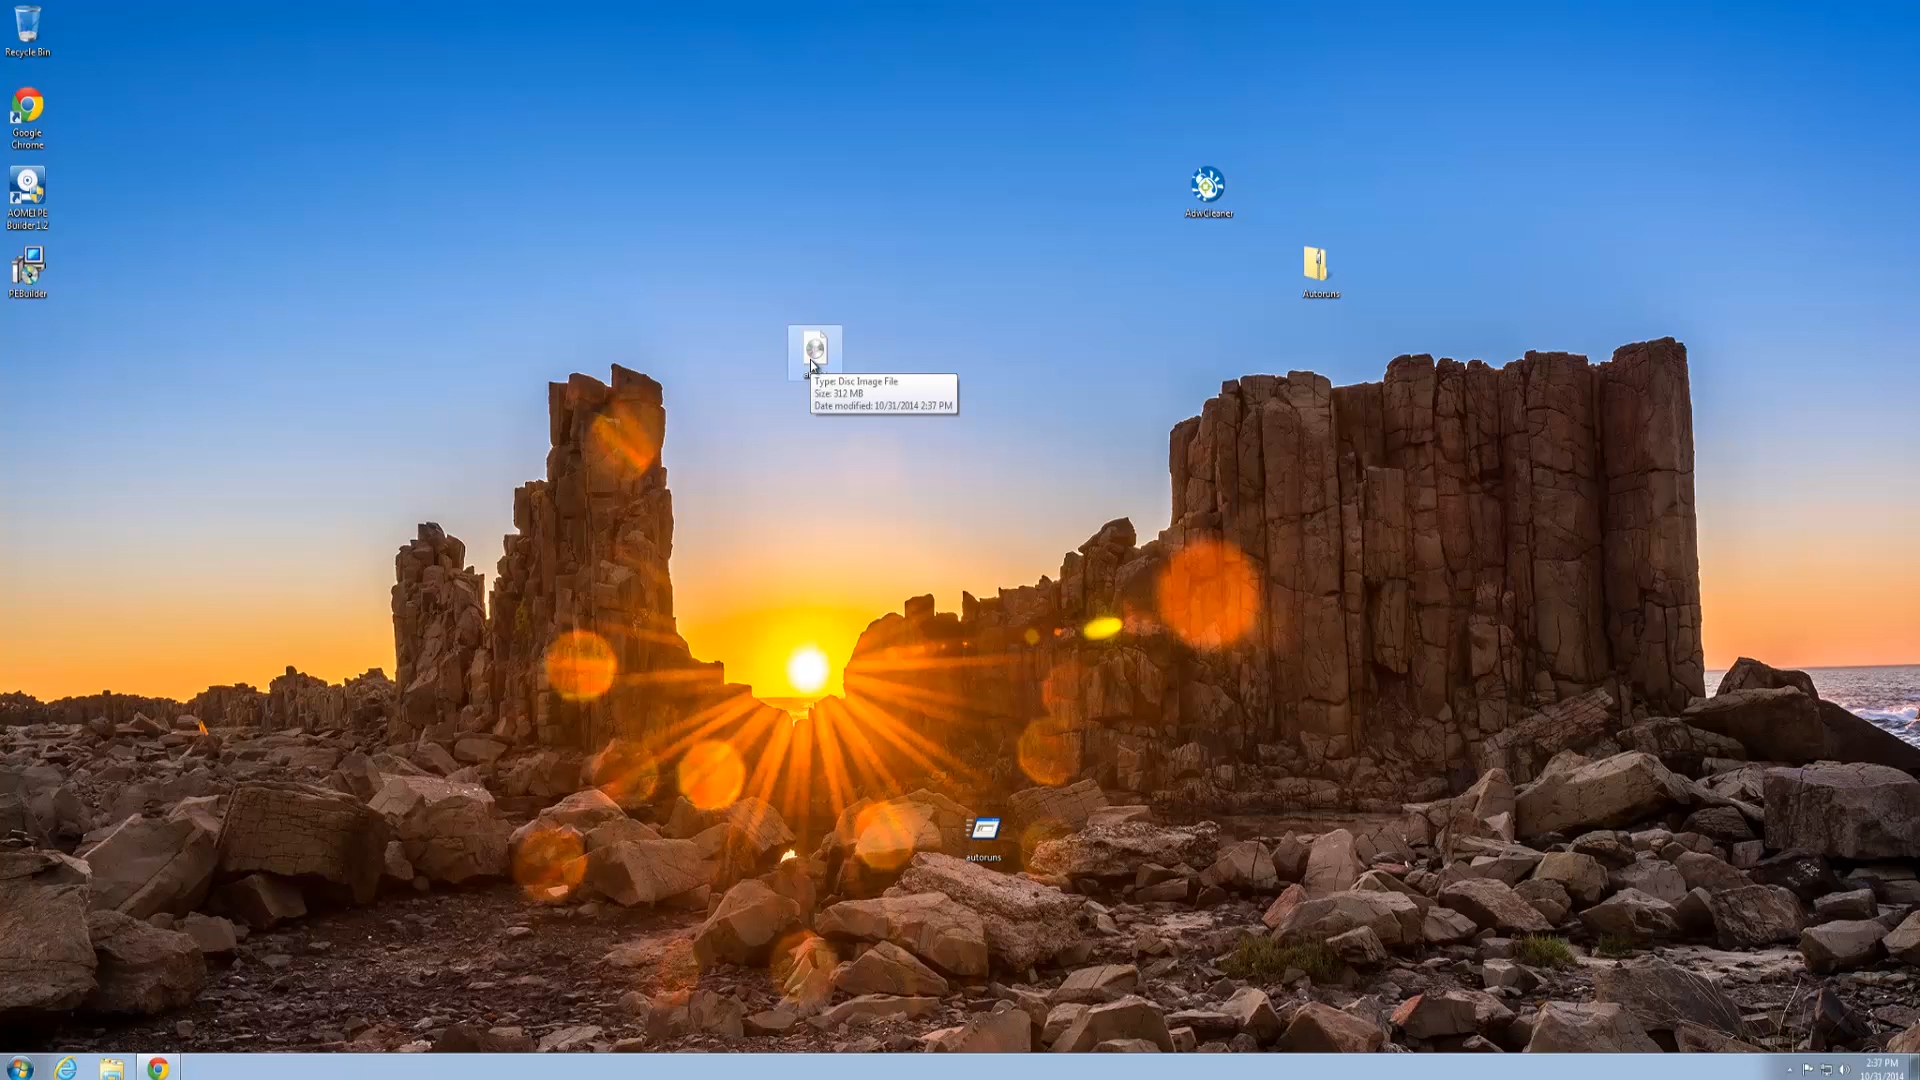 Recycle Bin
Google
Chrome
AOMEI PE
Builder 1.2
PEBuilder
AdwCleaner
Autoruns
Type: Disc Image File
Size: 312 MB
Date modified: 10/31/2014 2:37 PM
autoruns
2:37 PM
10/31/2014